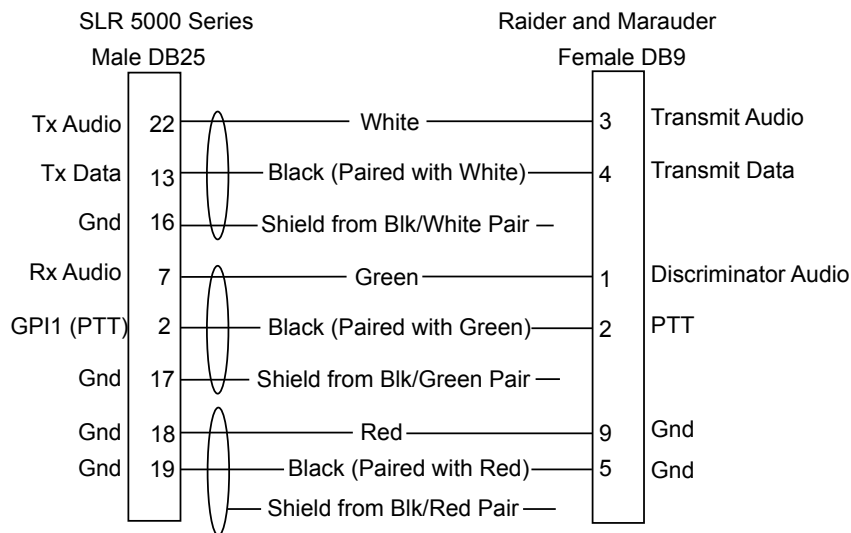 SLR 5000 Series Raider and Marauder
Male DB25 Female DB9
Tx Audio 22 White 3 Transmit Audio
Tx Data 13 Black (Paired with White) 4 Transmit Data
Gnd 16 Shield from Blk/White Pair
Rx Audio 7 Green 1 Discriminator Audio
GPI1 (PTT) 2 Black (Paired with Green) 2 PTT
Gnd 17 Shield from Blk/Green Pair
Gnd 18 Red 9 Gnd
Gnd 19 Black (Paired with Red) 5 Gnd
Shield from Blk/Red Pair